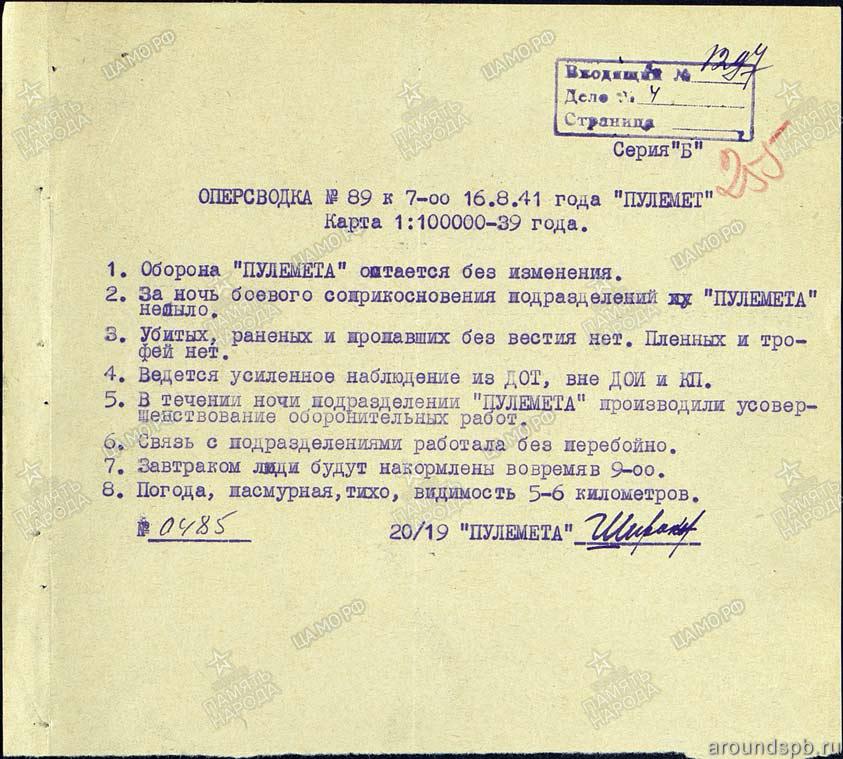 Входящий № 1297
Дело № 4
Страница
Серия "Б"
255
ОПЕРСВОДКА № 89 к 7-оо 16.8.41 года "ПУЛЕМЕТ"
Карта 1:100000-39 года.
1. Оборона "ПУЛЕМЕТА" оштается без изменения.
2. За ночь боевого соприкосновения подразделений "ПУЛЕМЕТА"
небыло.
3. Убитых, раненых и пропавших без вестия нет. Пленных и тро-
фей нет.
4. Ведется усиленное наблюдение из ДОТ, вне ДОИ и КП.
5. В течении ночи подразделении "ПУЛЕМЕТА" производили усовер-
шенствование оборонительных работ.
6. Связь с подразделениями работала без перебойно.
7. Завтраком люди будут накормлены вовремяв 9-оо.
8. Погода, пасмурная, тихо, видимость 5-6 километров.
№ 0485 20/19 "ПУЛЕМЕТА"
ЦАМО.РФ
ПАМЯТЬ НАРОДА
aroundspb.ru